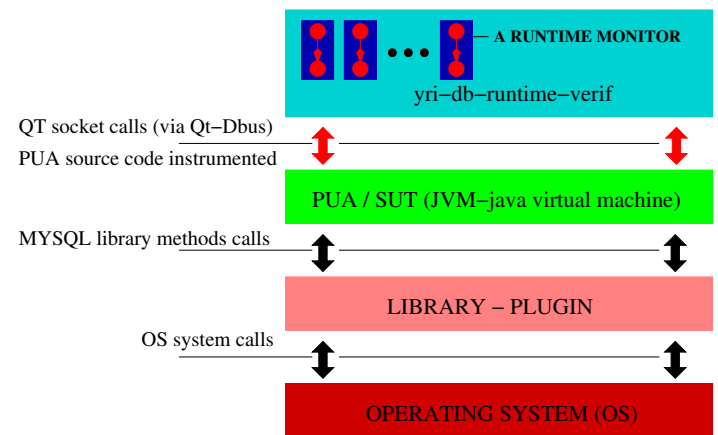 A RUNTIME MONITOR
yri−db−runtime−verif
QT socket calls (via Qt−Dbus)
PUA source code instrumented
PUA / SUT (JVM−java virtual machine)
MYSQL library methods calls
LIBRARY − PLUGIN
OS system calls
OPERATING SYSTEM (OS)